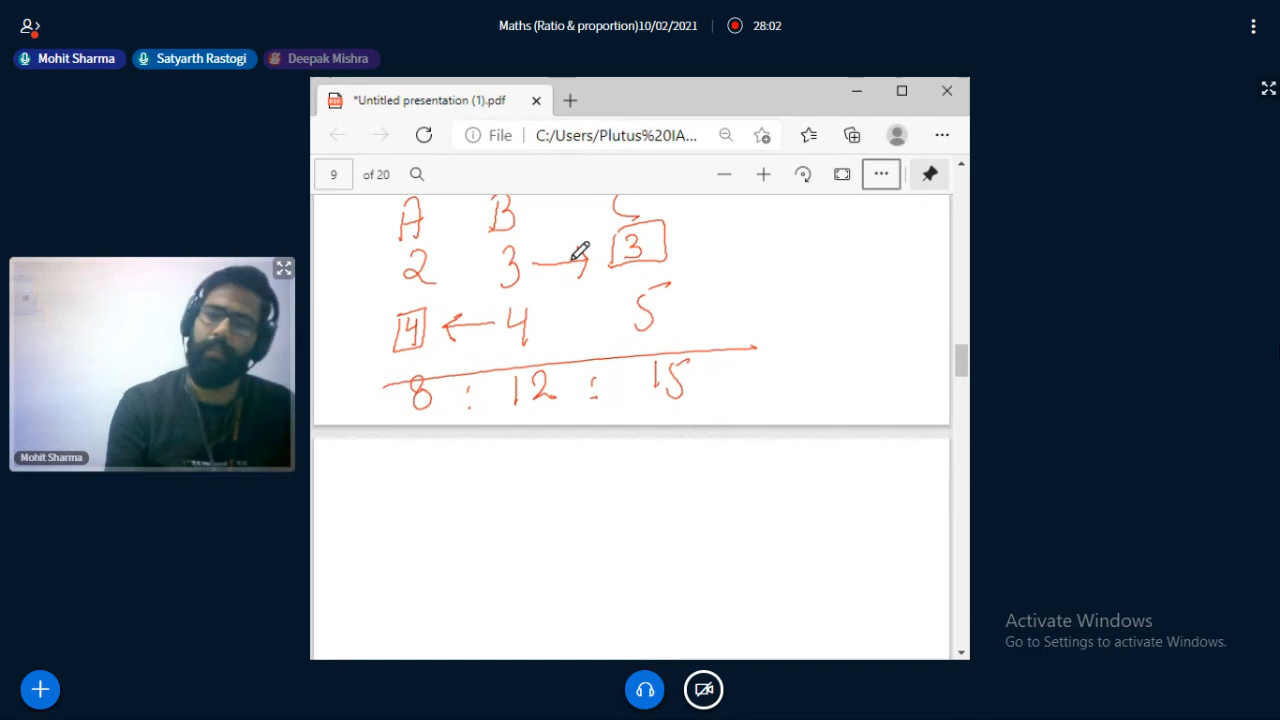 Maths (Ratio & proportion)10/02/2021 28:02
Mohit Sharma Satyarth Rastogi Deepak Mishra
*Untitled presentation (1).pdf
File C:/Users/Plutus%20IA...
9 of 20
A B C
2 3 → 3
4 ← 4 5
8 : 12 : 15
Mohit Sharma
Activate Windows
Go to Settings to activate Windows.